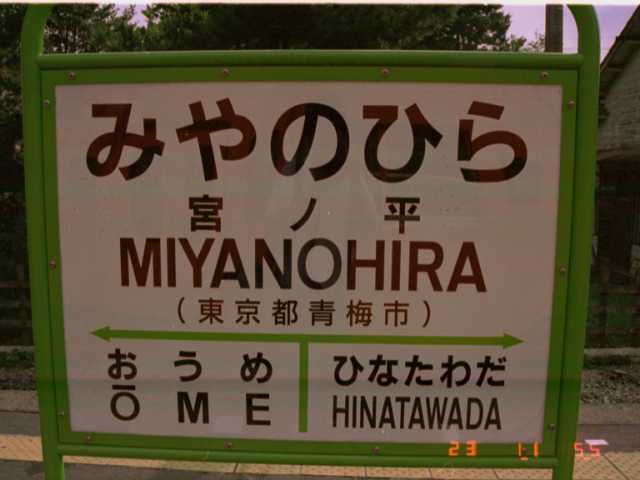 みやのひら
宮ノ平
MIYANOHIRA
(東京都青梅市)
おうめ ひなたわだ
ŌME HINATAWADA
23 11 55